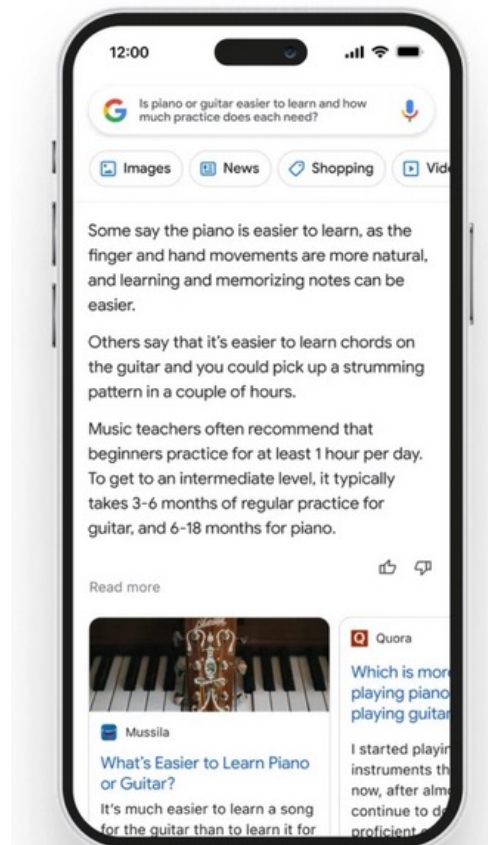 12:00
Is piano or guitar easier to learn and how
much practice does each need?
Images News Shopping
Some say the piano is easier to learn, as the
finger and hand movements are more natural,
and learning and memorizing notes can be
easier.
Others say that it's easier to learn chords on
the guitar and you could pick up a strumming
pattern in a couple of hours.
Music teachers often recommend that
beginners practice for at least 1 hour per day.
To get to an intermediate level, it typically
takes 3-6 months of regular practice for
guitar, and 6-18 months for piano.
Read more
Mussila
What's Easier to Learn Piano
or Guitar?
It's much easier to learn a song
for the guitar than to learn it for
Quora
Which is more
playing piano
playing guitar
I started playin
instruments th
now, after almo
continue to do
proficient